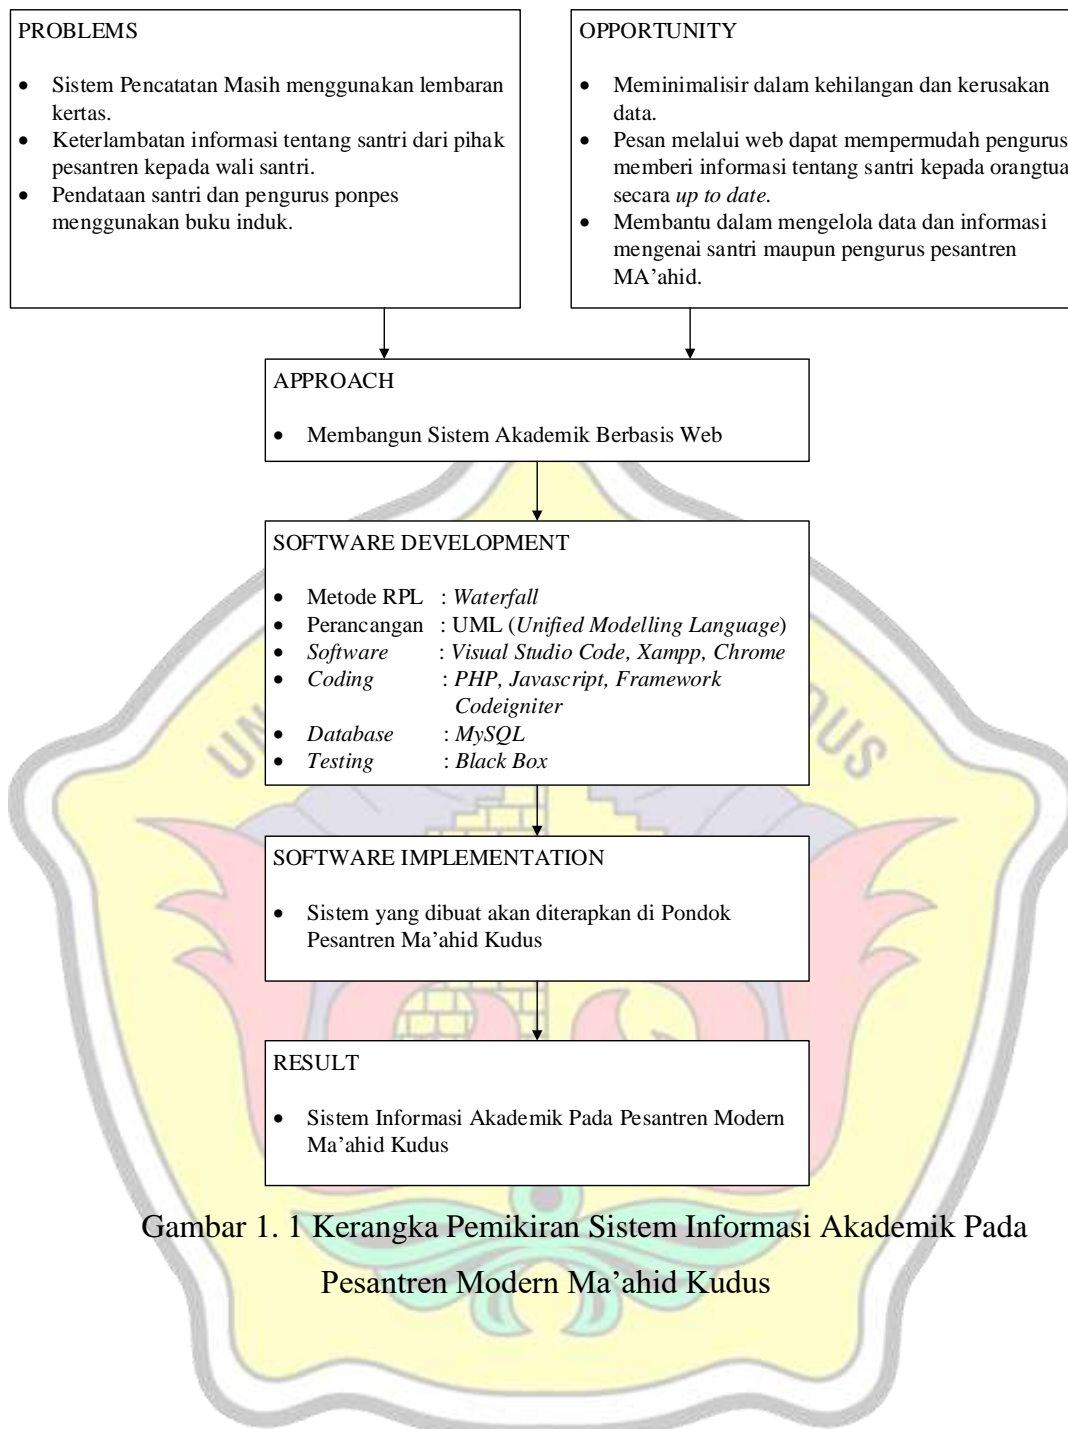 PROBLEMS
• Sistem Pencatatan Masih menggunakan lembaran
kertas.
• Keterlambatan informasi tentang santri dari pihak
pesantren kepada wali santri.
• Pendataan santri dan pengurus ponpes
menggunakan buku induk.
OPPORTUNITY
• Meminimalisir dalam kehilangan dan kerusakan
data.
• Pesan melalui web dapat mempermudah pengurus
memberi informasi tentang santri kepada orangtua
secara up to date.
• Membantu dalam mengelola data dan informasi
mengenai santri maupun pengurus pesantren
MA’ahid.
APPROACH
• Membangun Sistem Akademik Berbasis Web
SOFTWARE DEVELOPMENT
• Metode RPL : Waterfall
• Perancangan : UML (Unified Modelling Language)
• Software : Visual Studio Code, Xampp, Chrome
• Coding : PHP, Javascript, Framework
Codeigniter
• Database : MySQL
• Testing : Black Box
SOFTWARE IMPLEMENTATION
• Sistem yang dibuat akan diterapkan di Pondok
Pesantren Ma’ahid Kudus
RESULT
• Sistem Informasi Akademik Pada Pesantren Modern
Ma’ahid Kudus
Gambar 1. 1 Kerangka Pemikiran Sistem Informasi Akademik Pada
Pesantren Modern Ma’ahid Kudus